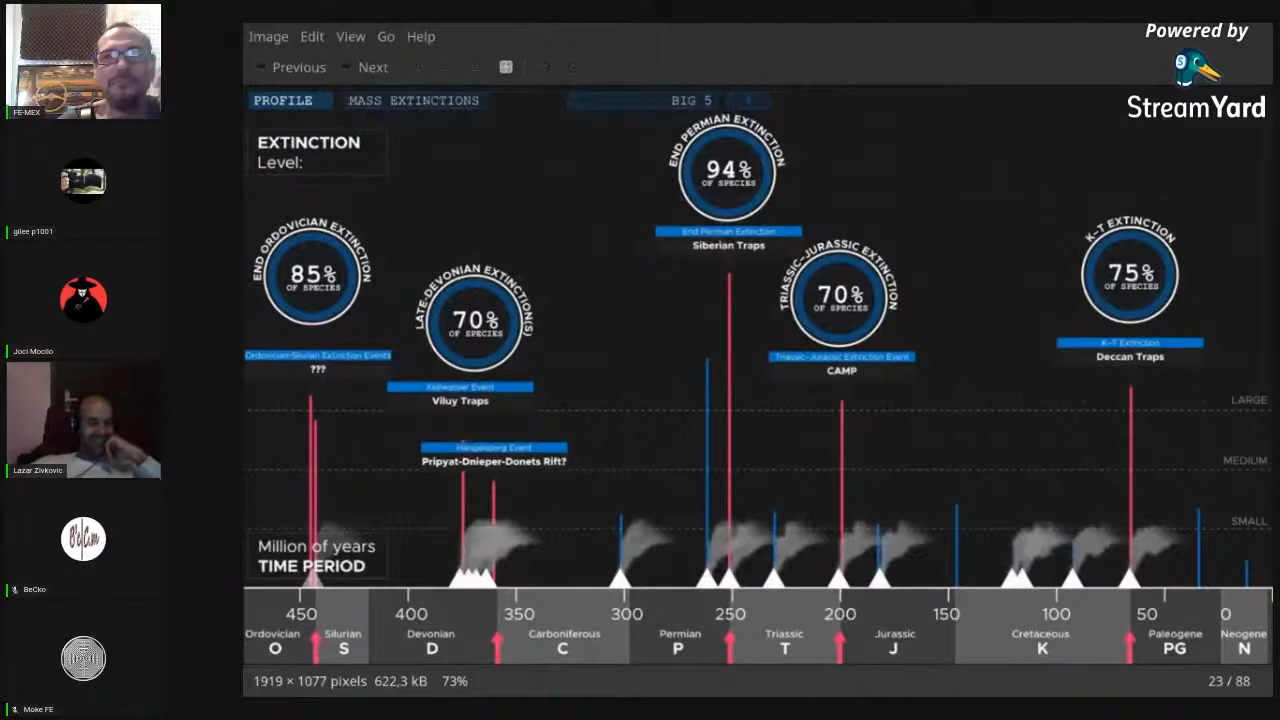 Image Edit View Go Help
Previous Next
Powered by
StreamYard
PROFILE MASS EXTINCTIONS BIG 5
EXTINCTION
Level:
END ORDOVICIAN EXTINCTION
85%
OF SPECIES
Ordovician-Silurian Extinction Events
???
LATE-DEVONIAN EXTINCTION(S)
70%
OF SPECIES
Kellwasser Event
Viluy Traps
Hangenberg Event
Pripyat-Dnieper-Donets Rift?
END PERMIAN EXTINCTION
94%
OF SPECIES
End Permian Extinction
Siberian Traps
TRIASSIC-JURASSIC EXTINCTION
70%
OF SPECIES
Triassic-Jurassic Extinction Event
CAMP
K-T EXTINCTION
75%
OF SPECIES
K-T Extinction
Deccan Traps
LARGE
MEDIUM
SMALL
Million of years
TIME PERIOD
450 400 350 300 250 200 150 100 50 0
Ordovician Silurian Devonian Carboniferous Permian Triassic Jurassic Cretaceous Paleogene Neogene
O S D C P T J K PG N
1919 × 1077 pixels 622,3 kB 73% 23 / 88
FE-MEX
gilee p1001
Joci Mocilo
Lazar Zivkovic
BeCko
Moke FE